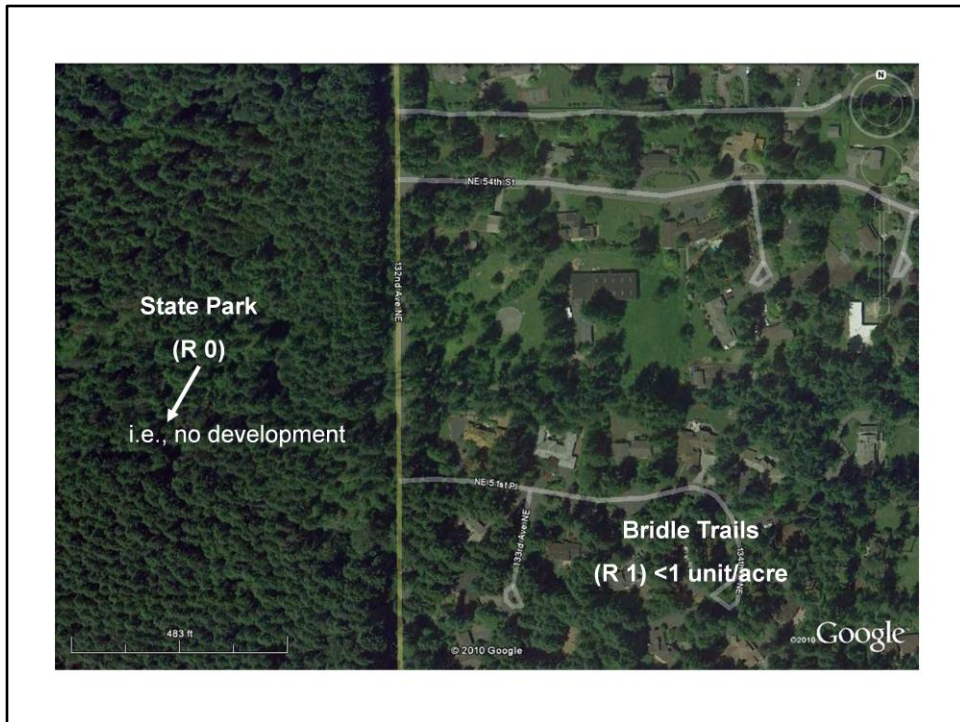 N
NE 54th St
132nd Ave NE
State Park
(R 0)
i.e., no development
NE 51st Pl
133rd Ave NE
Bridle Trails
134th
NE
(R 1) <1 unit/acre
483 ft
© 2010 Google
©2010 Google